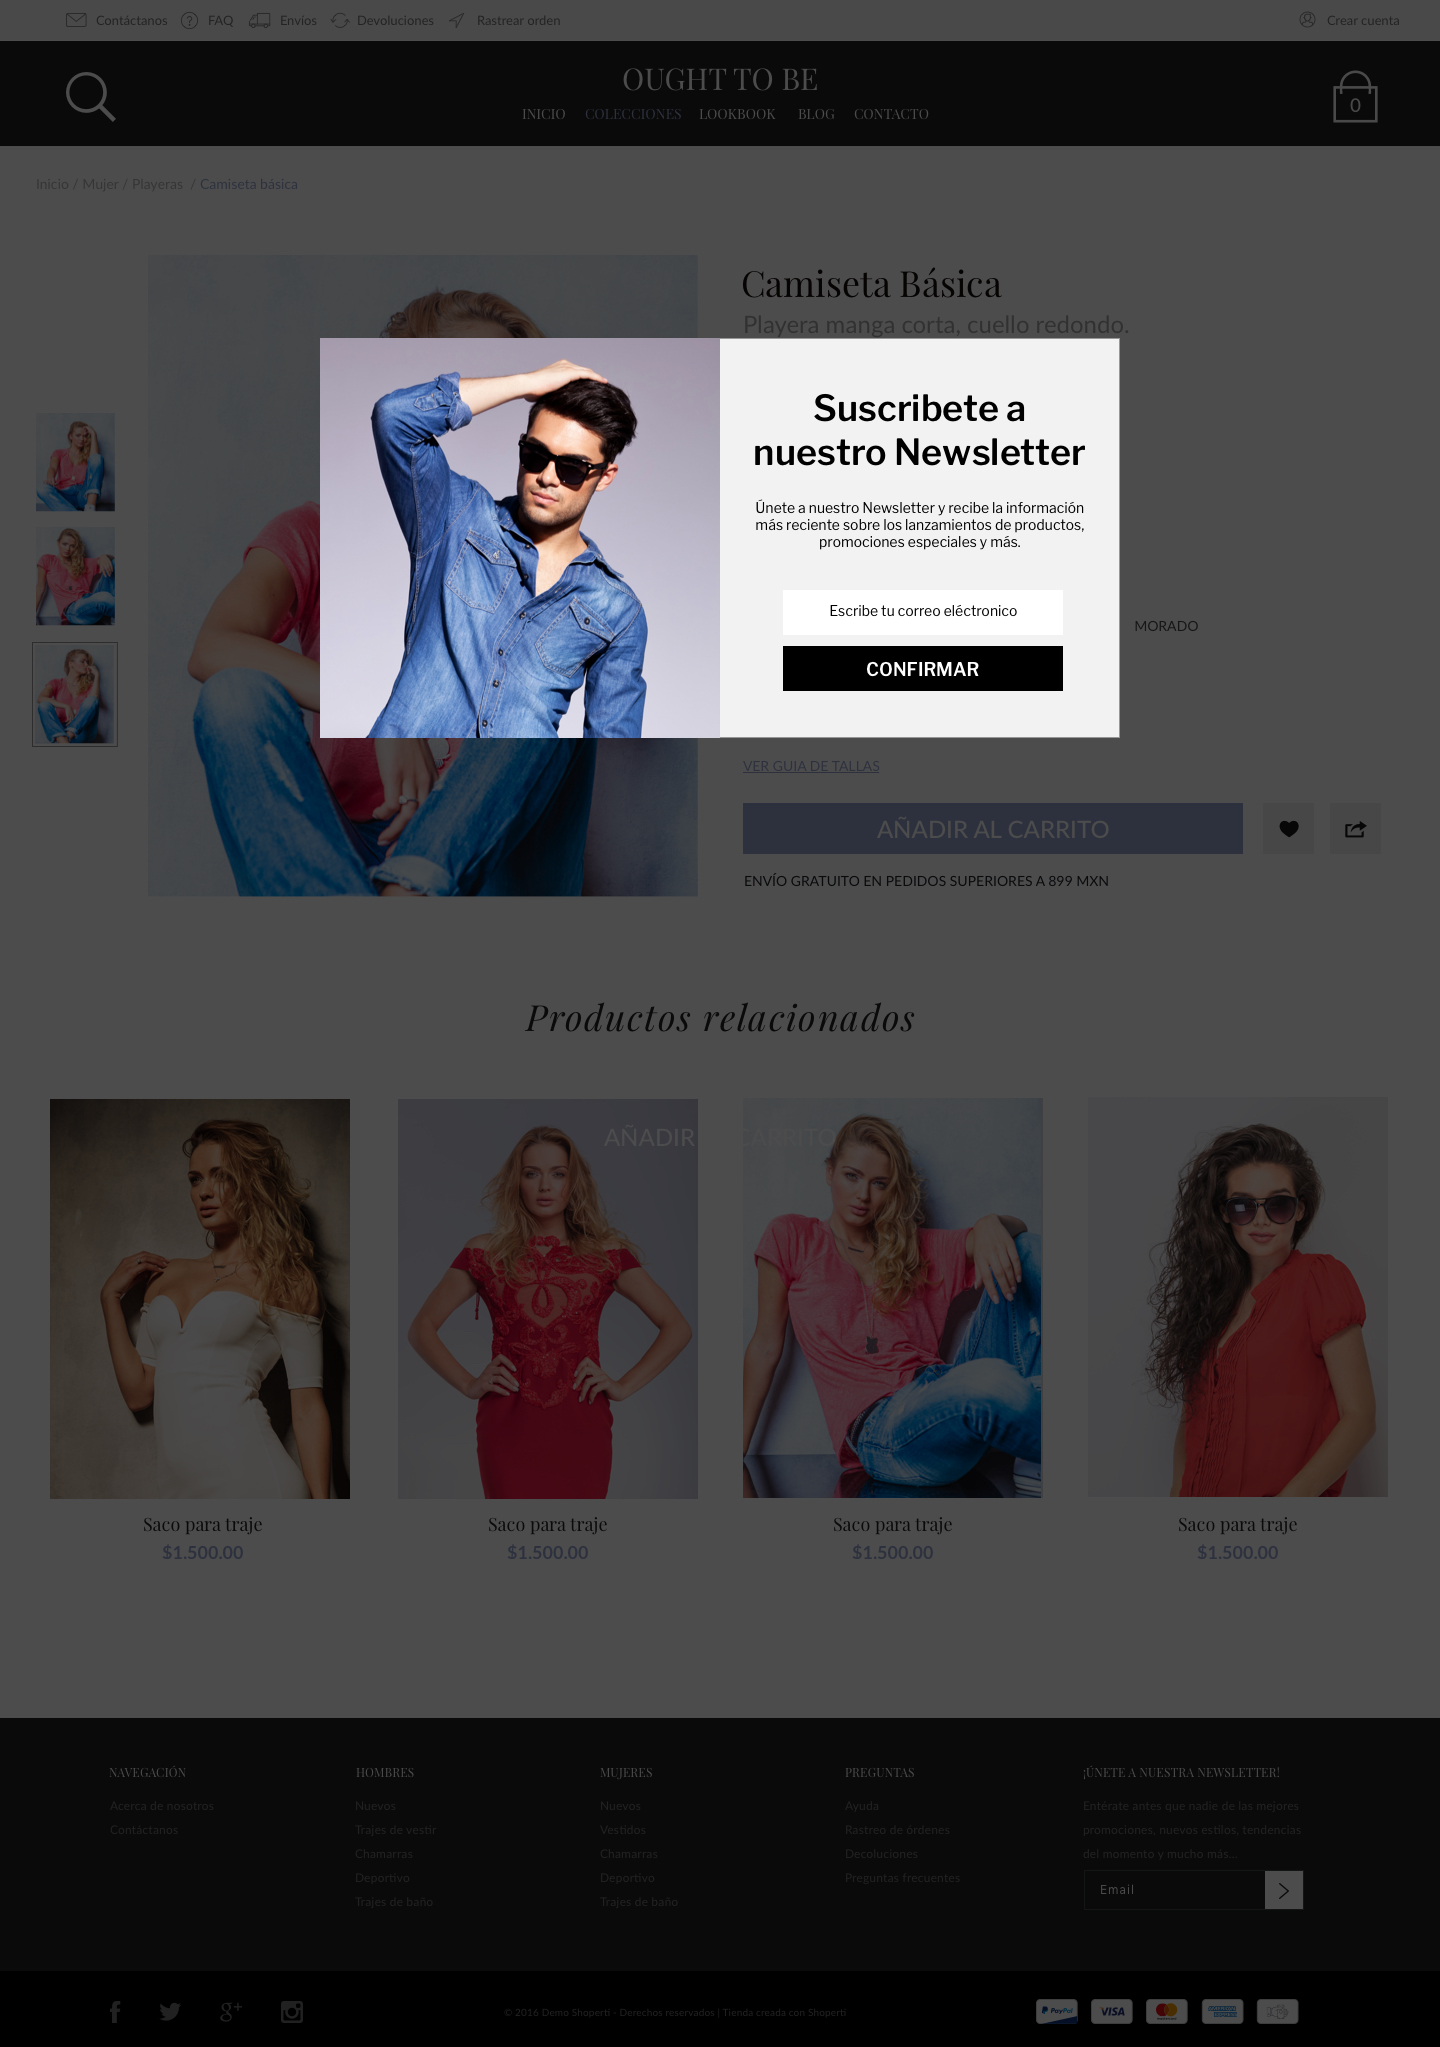 Contáctanos FAQ Envíos Devoluciones Rastrear orden Crear cuenta
OUGHT TO BE
INICIO COLECCIONES LOOKBOOK BLOG CONTACTO
0
Inicio / Mujer / Playeras / Camiseta básica
Camiseta Básica
Playera manga corta, cuello redondo.
Suscribete a
nuestro Newsletter
Únete a nuestro Newsletter y recibe la información
más reciente sobre los lanzamientos de productos,
promociones especiales y más.
Escribe tu correo eléctronico
CONFIRMAR
MORADO
VER GUIA DE TALLAS
AÑADIR AL CARRITO
ENVÍO GRATUITO EN PEDIDOS SUPERIORES A 899 MXN
Productos relacionados
AÑADIR CARRITO
Saco para traje Saco para traje Saco para traje Saco para traje
$1.500.00 $1.500.00 $1.500.00 $1.500.00
NAVEGACIÓN
Acerca de nosotros
Contáctanos
HOMBRES
Nuevos
Trajes de vestir
Chamarras
Deportivo
Trajes de baño
MUJERES
Nuevos
Vestidos
Chamarras
Deportivo
Trajes de baño
PREGUNTAS
Ayuda
Rastreo de órdenes
Decoluciones
Preguntas frecuentes
¡ÚNETE A NUESTRA NEWSLETTER!
Entérate antes que nadie de las mejores
promociones, nuevos estilos, tendencias
del momento y mucho más...
Email
© 2016 Demo Shoperti - Derechos reservados | Tienda creada con Shoperti
PayPal VISA